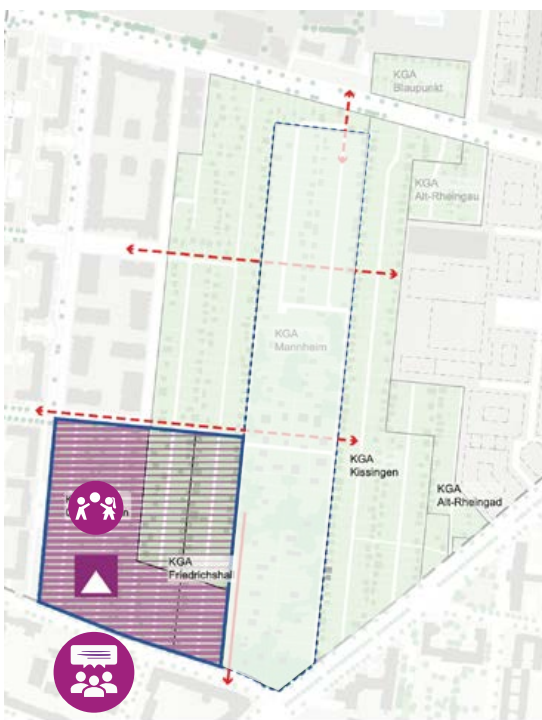 KGA
Blaupunkt
KGA
Alt-Rheingau
KGA
Mannheim
KGA
Kissingen
KGA
Alt-Rheingad
KGA
Friedrichshall